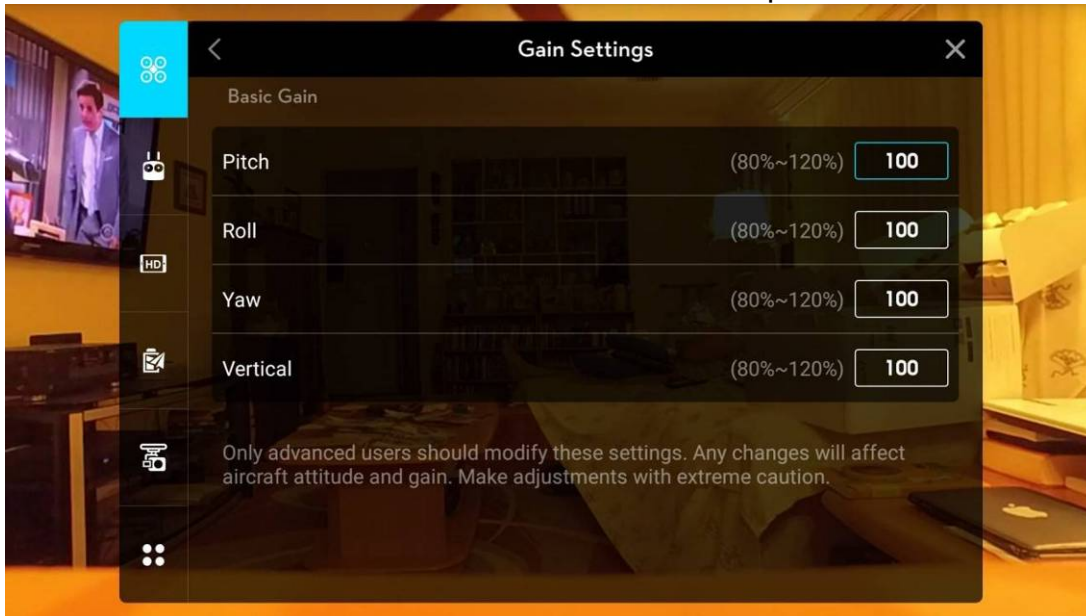 Gain Settings
Basic Gain
Pitch (80%~120%) 100
Roll (80%~120%) 100
HD
Yaw (80%~120%) 100
Vertical (80%~120%) 100
Only advanced users should modify these settings. Any changes will affect
aircraft attitude and gain. Make adjustments with extreme caution.